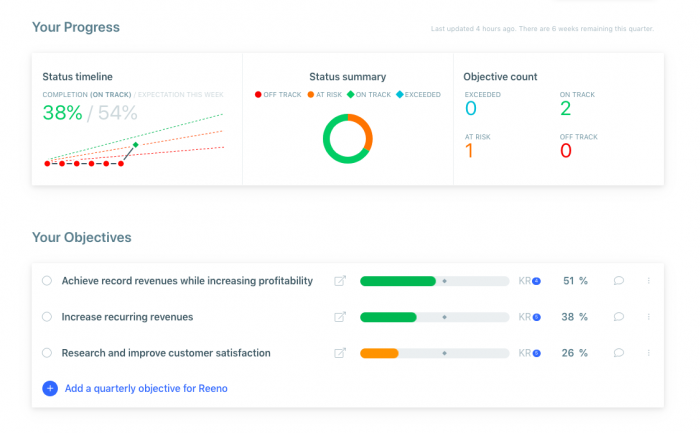 Your Progress
Last updated 4 hours ago. There are 6 weeks remaining this quarter.
Status timeline
COMPLETION (ON TRACK) / EXPECTATION THIS WEEK
38% / 54%
Status summary
OFF TRACK AT RISK ON TRACK EXCEEDED
Objective count
EXCEEDED ON TRACK
0 2
AT RISK OFF TRACK
1 0
Your Objectives
Achieve record revenues while increasing profitability KR 4 51 %
Increase recurring revenues KR 38 %
Research and improve customer satisfaction KR 26 %
+ Add a quarterly objective for Reeno